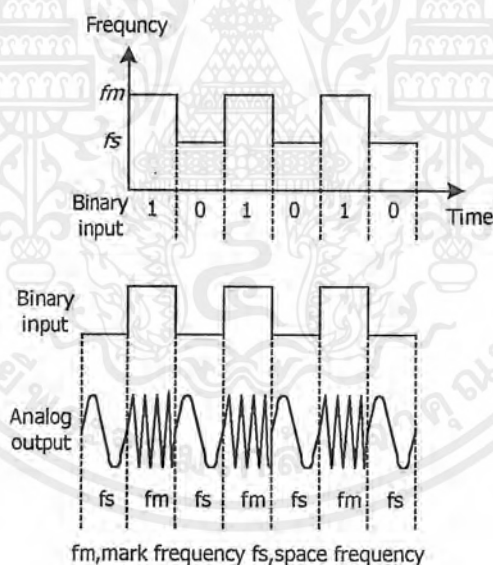 Frequncy
fm
fs
Binary input 1 0 1 0 1 0 Time
Binary input
Analog output
fs fm fs fm fs fm fs
fm,mark frequency fs,space frequency